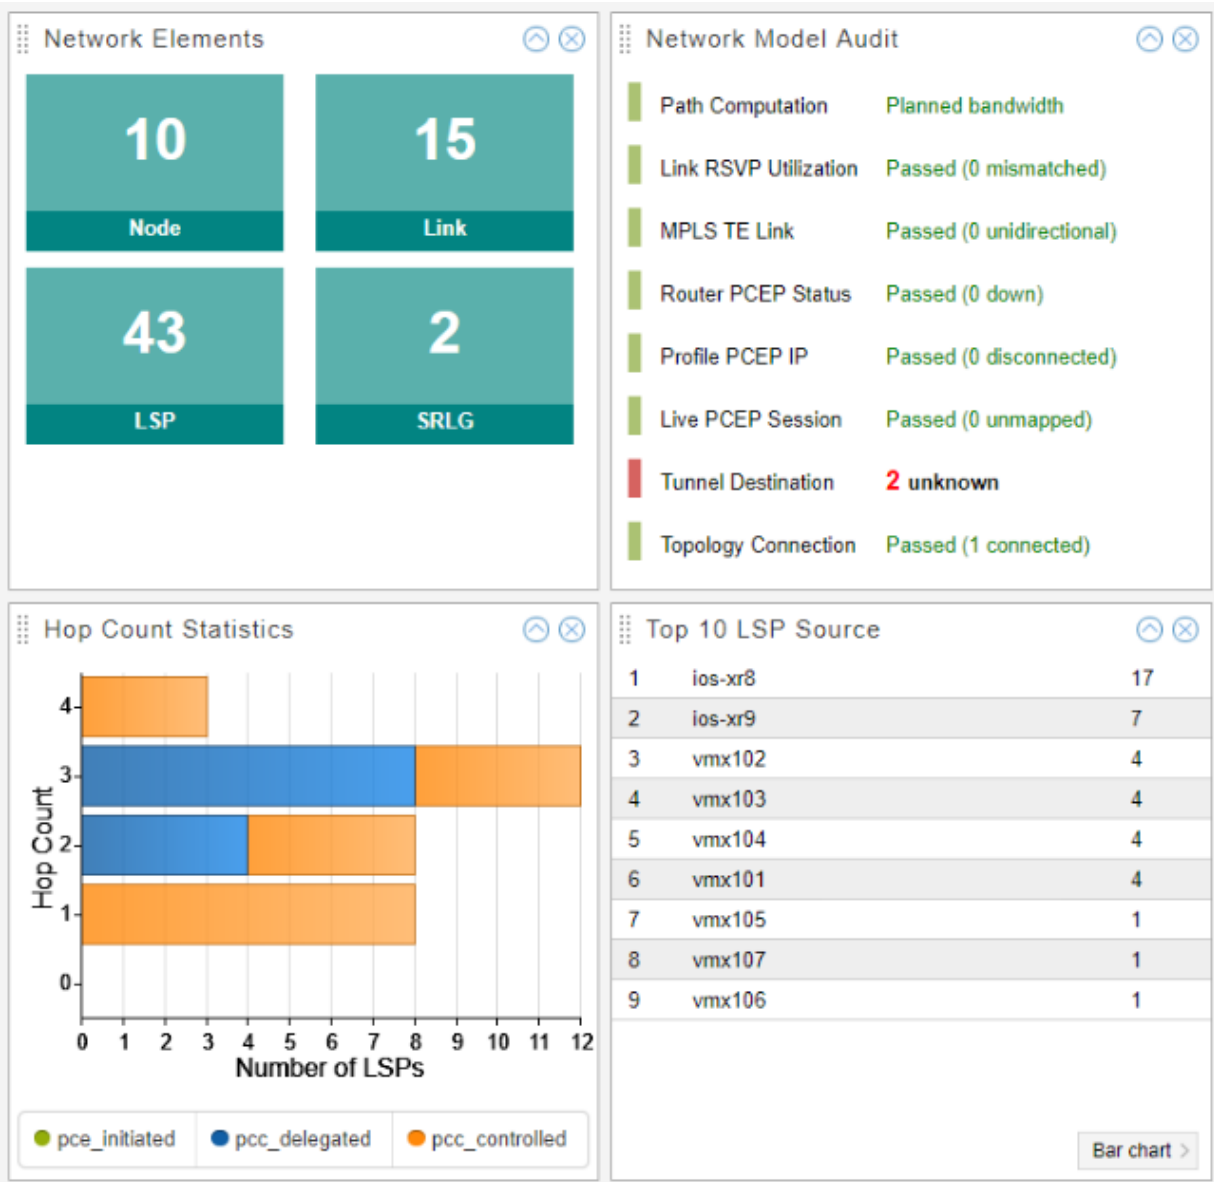 Network Elements
10
Node
15
Link
43
LSP
2
SRLG
Network Model Audit
Path Computation Planned bandwidth
Link RSVP Utilization Passed (0 mismatched)
MPLS TE Link Passed (0 unidirectional)
Router PCEP Status Passed (0 down)
Profile PCEP IP Passed (0 disconnected)
Live PCEP Session Passed (0 unmapped)
Tunnel Destination 2 unknown
Topology Connection Passed (1 connected)
Hop Count Statistics
Hop Count
4
3
2
1
0
0 1 2 3 4 5 6 7 8 9 10 11 12
Number of LSPs
pce_initiated pcc_delegated pcc_controlled
Top 10 LSP Source
1 ios-xr8 17
2 ios-xr9 7
3 vmx102 4
4 vmx103 4
5 vmx104 4
6 vmx101 4
7 vmx105 1
8 vmx107 1
9 vmx106 1
Bar chart >